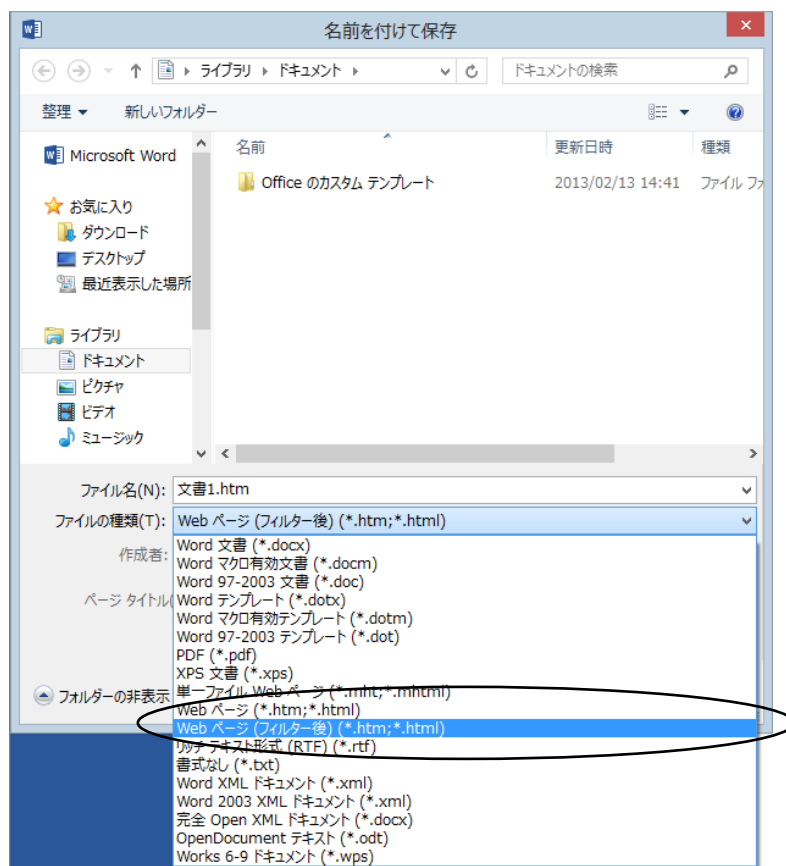 名前を付けて保存
ライブラリ ドキュメント
ドキュメントの検索
整理 新しいフォルダー
Microsoft Word
名前 更新日時 種類
Office のカスタム テンプレート 2013/02/13 14:41 ファイル フォ
お気に入り
ダウンロード
デスクトップ
最近表示した場所
ライブラリ
ドキュメント
ピクチャ
ビデオ
ミュージック
ファイル名(N): 文書1.htm
ファイルの種類(T): Web ページ (フィルター後) (*.htm;*.html)
作成者:
ページ タイトル(
フォルダーの非表示
Word 文書 (*.docx)
Word マクロ有効文書 (*.docm)
Word 97-2003 文書 (*.doc)
Word テンプレート (*.dotx)
Word マクロ有効テンプレート (*.dotm)
Word 97-2003 テンプレート (*.dot)
PDF (*.pdf)
XPS 文書 (*.xps)
単一ファイル Web ページ (*.mht;*.mhtml)
Web ページ (*.htm;*.html)
Web ページ (フィルター後) (*.htm;*.html)
リッチ テキスト形式 (RTF) (*.rtf)
書式なし (*.txt)
Word XML ドキュメント (*.xml)
Word 2003 XML ドキュメント (*.xml)
完全 Open XML ドキュメント (*.docx)
OpenDocument テキスト (*.odt)
Works 6-9 ドキュメント (*.wps)